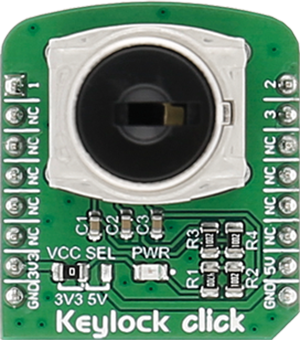 1 2
NC 3
NC NC
NC NC
NC NC
NC NC
3V3 5V
GND GND
C1 C2 C3
VCC SEL PWR
3V3 5V
R3 R4
R1 R2
Keylock click